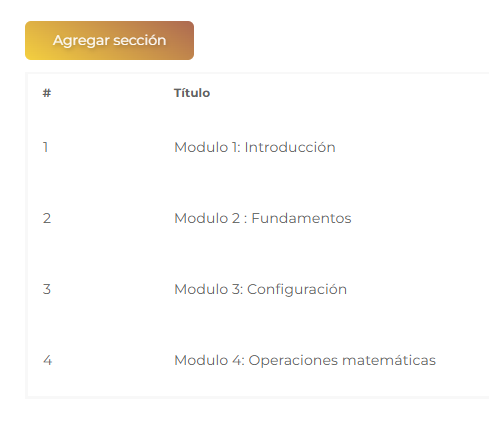 Agregar sección
# Título
1 Modulo 1: Introducción
2 Modulo 2 : Fundamentos
3 Modulo 3: Configuración
4 Modulo 4: Operaciones matemáticas